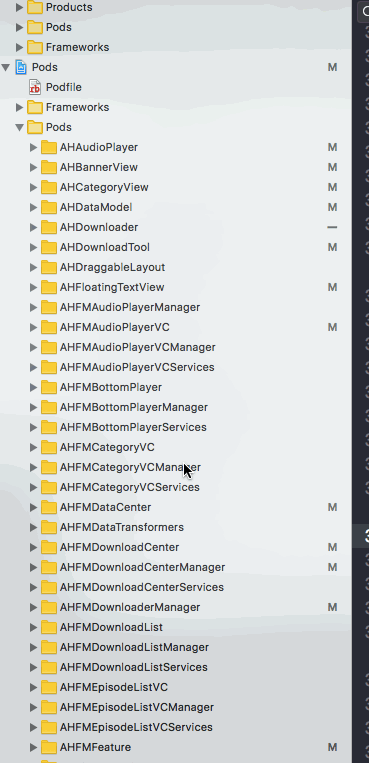 Products
Pods
Frameworks
Pods M
Podfile
Frameworks
Pods
AHAudioPlayer M
AHBannerView M
AHCategoryView M
AHDataModel M
AHDownloader –
AHDownloadTool M
AHDraggableLayout
AHFloatingTextView M
AHFMAudioPlayerManager
AHFMAudioPlayerVC M
AHFMAudioPlayerVCManager
AHFMAudioPlayerVCServices
AHFMBottomPlayer
AHFMBottomPlayerManager
AHFMBottomPlayerServices
AHFMCategoryVC
AHFMCategoryVCManager
AHFMCategoryVCServices
AHFMDataCenter M
AHFMDataTransformers
AHFMDownloadCenter M
AHFMDownloadCenterManager M
AHFMDownloadCenterServices
AHFMDownloaderManager M
AHFMDownloadList
AHFMDownloadListManager
AHFMDownloadListServices
AHFMEpisodeListVC
AHFMEpisodeListVCManager
AHFMEpisodeListVCServices
AHFMFeature M